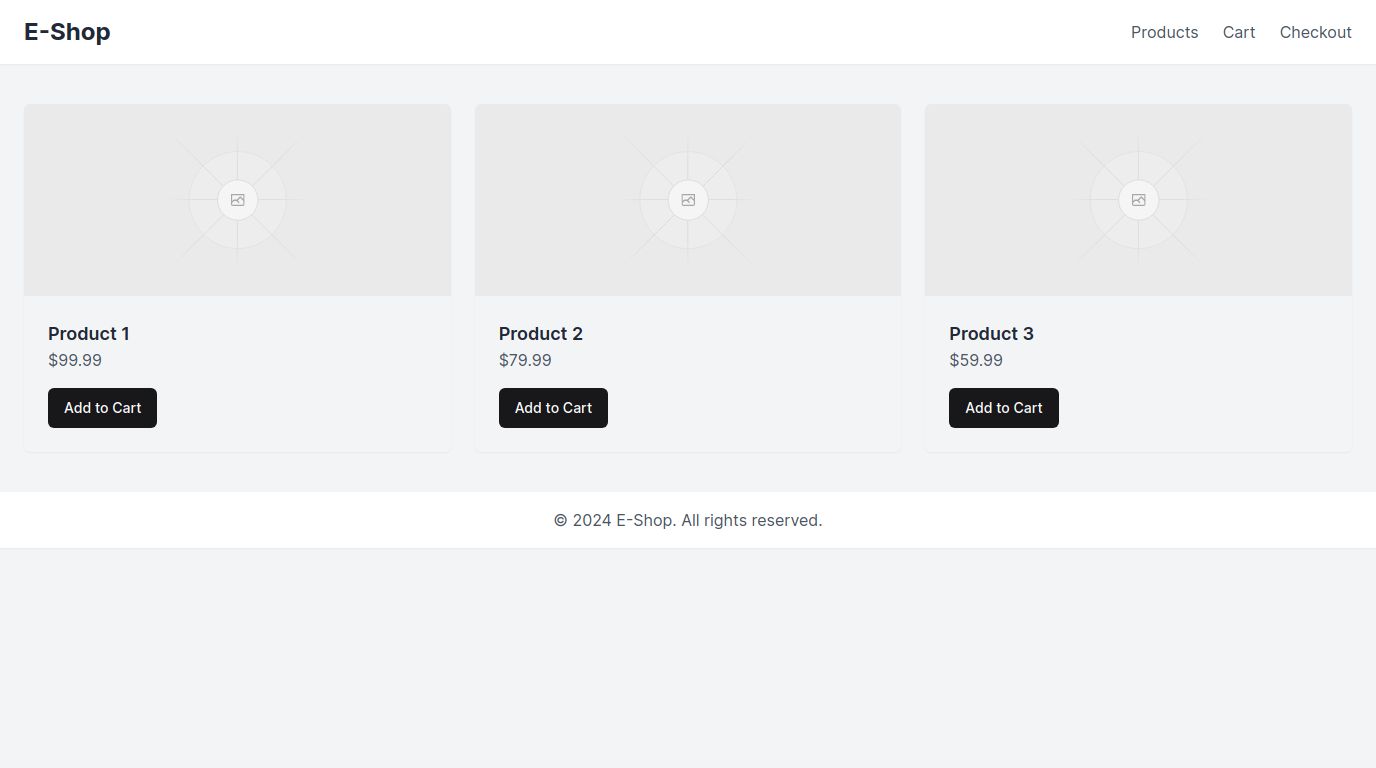 E-Shop
Products Cart Checkout
Product 1
$99.99
Add to Cart
Product 2
$79.99
Add to Cart
Product 3
$59.99
Add to Cart
© 2024 E-Shop. All rights reserved.